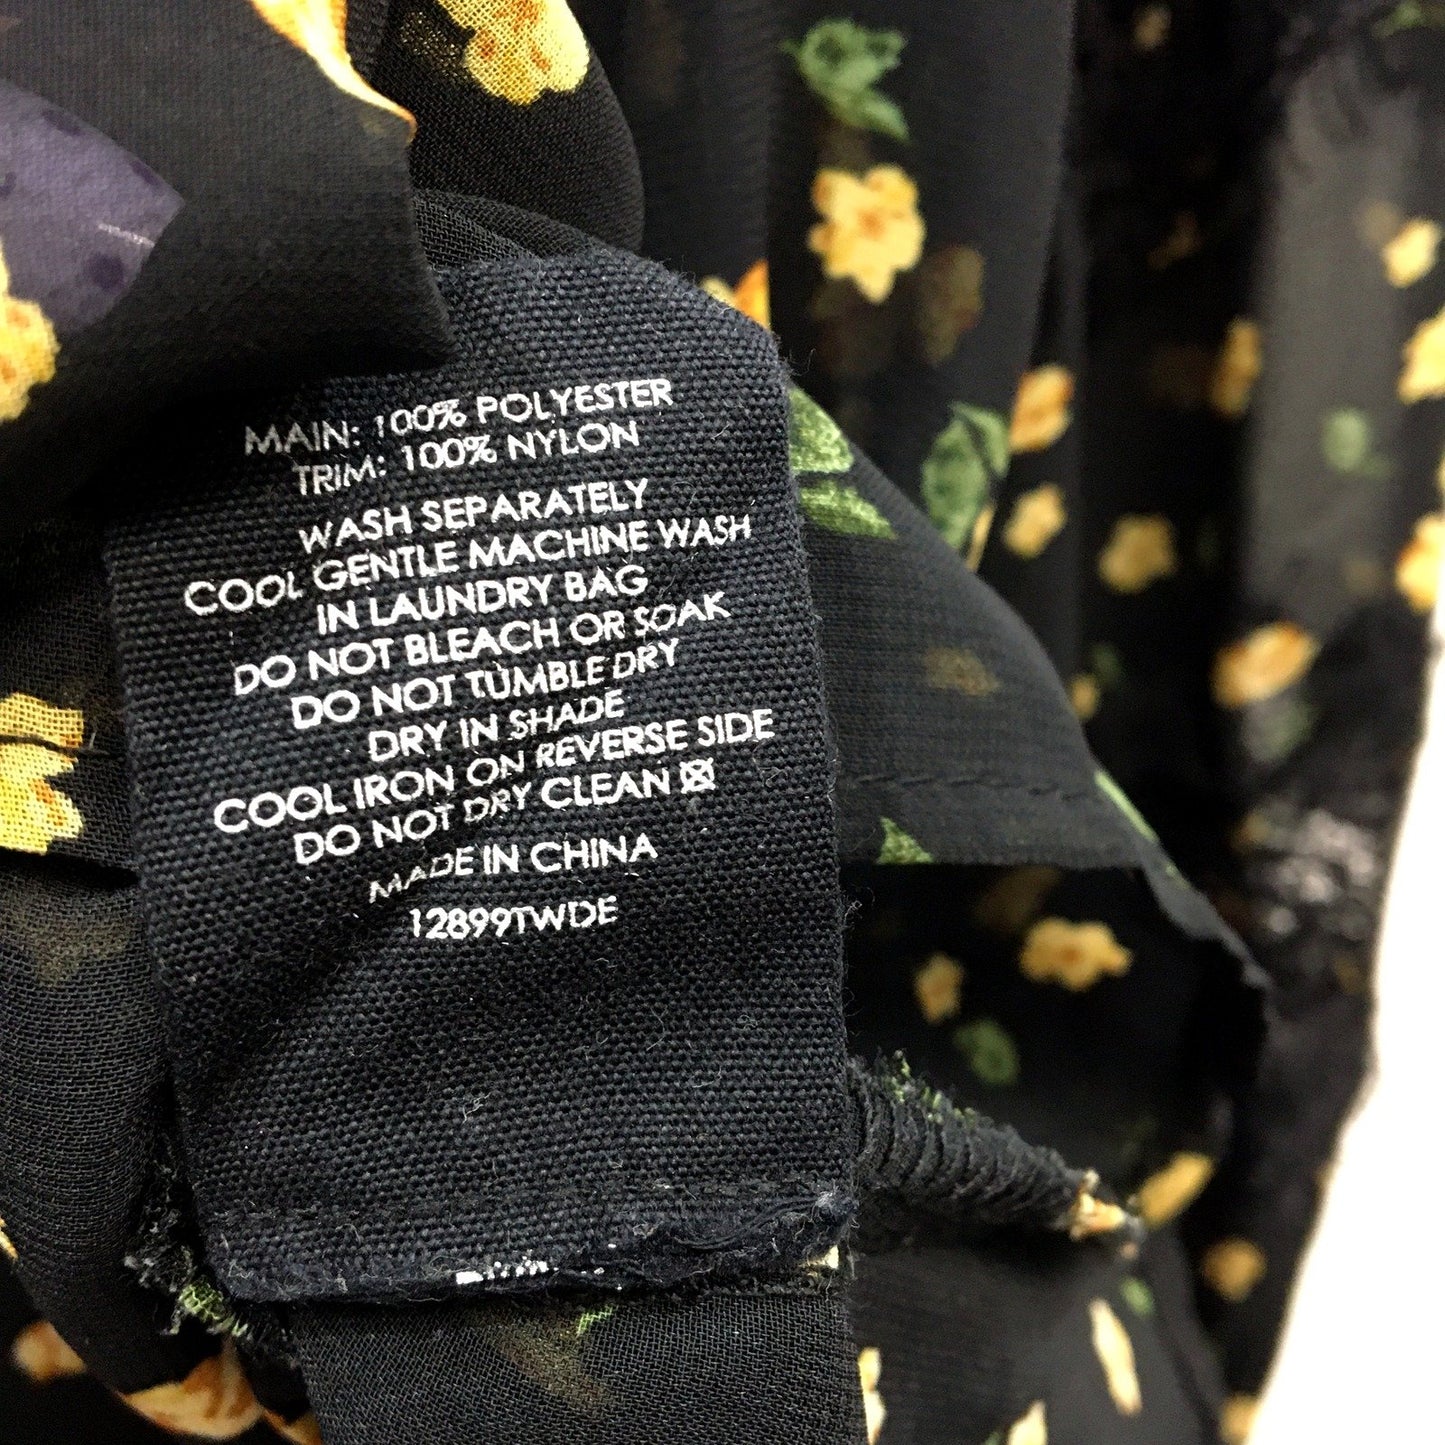 MAIN: 100% POLYESTER
TRIM: 100% NYLON
WASH SEPARATELY
COOL GENTLE MACHINE WASH
IN LAUNDRY BAG
DO NOT BLEACH OR SOAK
DO NOT TUMBLE DRY
DRY IN SHADE
COOL IRON ON REVERSE SIDE
DO NOT DRY CLEAN
MADE IN CHINA
12899TWDE